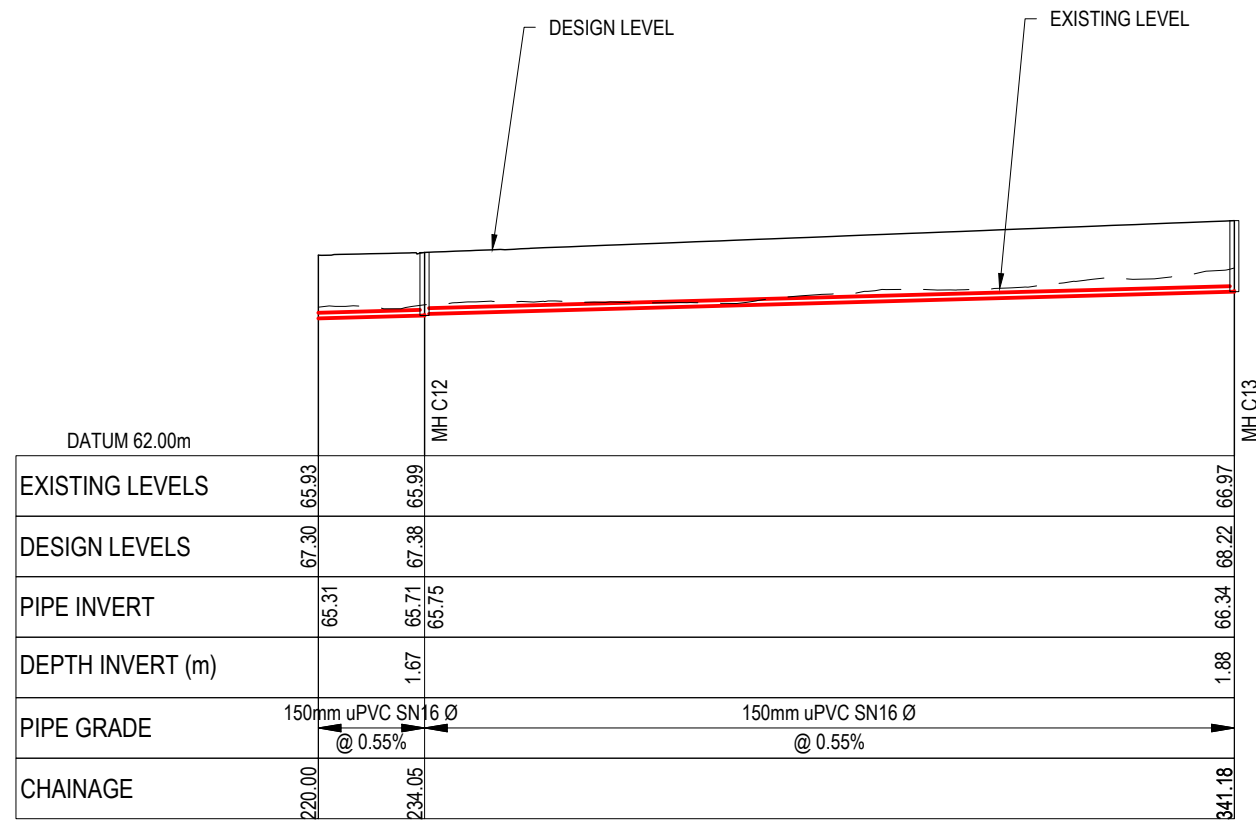 DESIGN LEVEL
EXISTING LEVEL
MH C12
MH C13
DATUM 62.00m
EXISTING LEVELS 65.93 65.99 66.97
DESIGN LEVELS 67.30 67.38 68.22
PIPE INVERT 65.31 65.71 65.75 66.34
DEPTH INVERT (m) 1.67 1.88
PIPE GRADE 150mm uPVC SN16 Ø 150mm uPVC SN16 Ø
@ 0.55% @ 0.55%
CHAINAGE 220.00 234.05 341.18